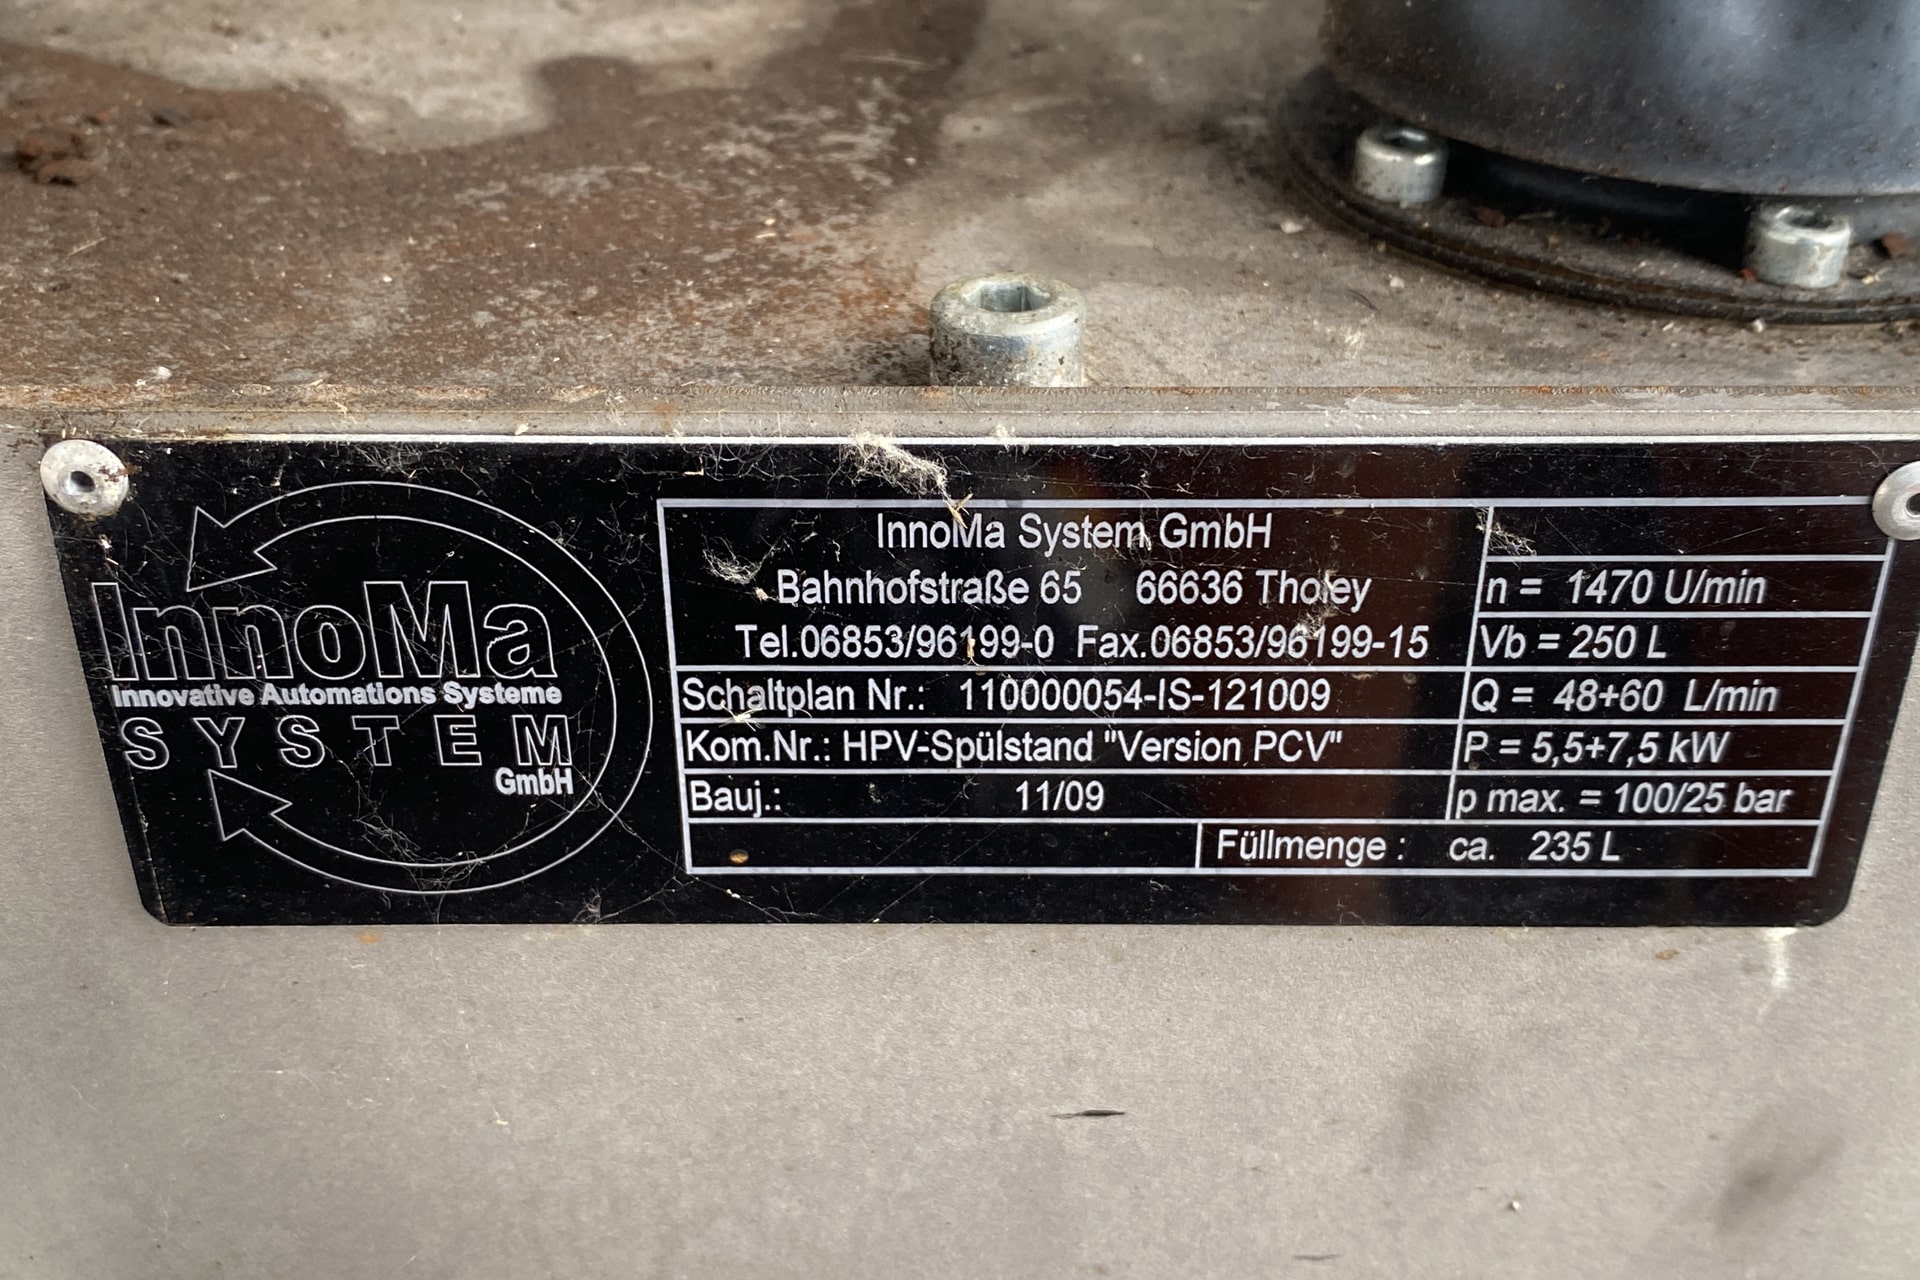 InnoMa
Innovative Automations Systeme
SYSTEM
GmbH
InnoMa System GmbH
Bahnhofstraße 65 66636 Tholey
Tel.06853/96199-0 Fax.06853/96199-15
Schaltplan Nr.: 110000054-IS-121009
Kom.Nr.: HPV-Spülstand "Version PCV"
Bauj.: 11/09
n = 1470 U/min
Vb = 250 L
Q = 48+60 L/min
P = 5,5+7,5 kW
p max. = 100/25 bar
Füllmenge : ca. 235 L